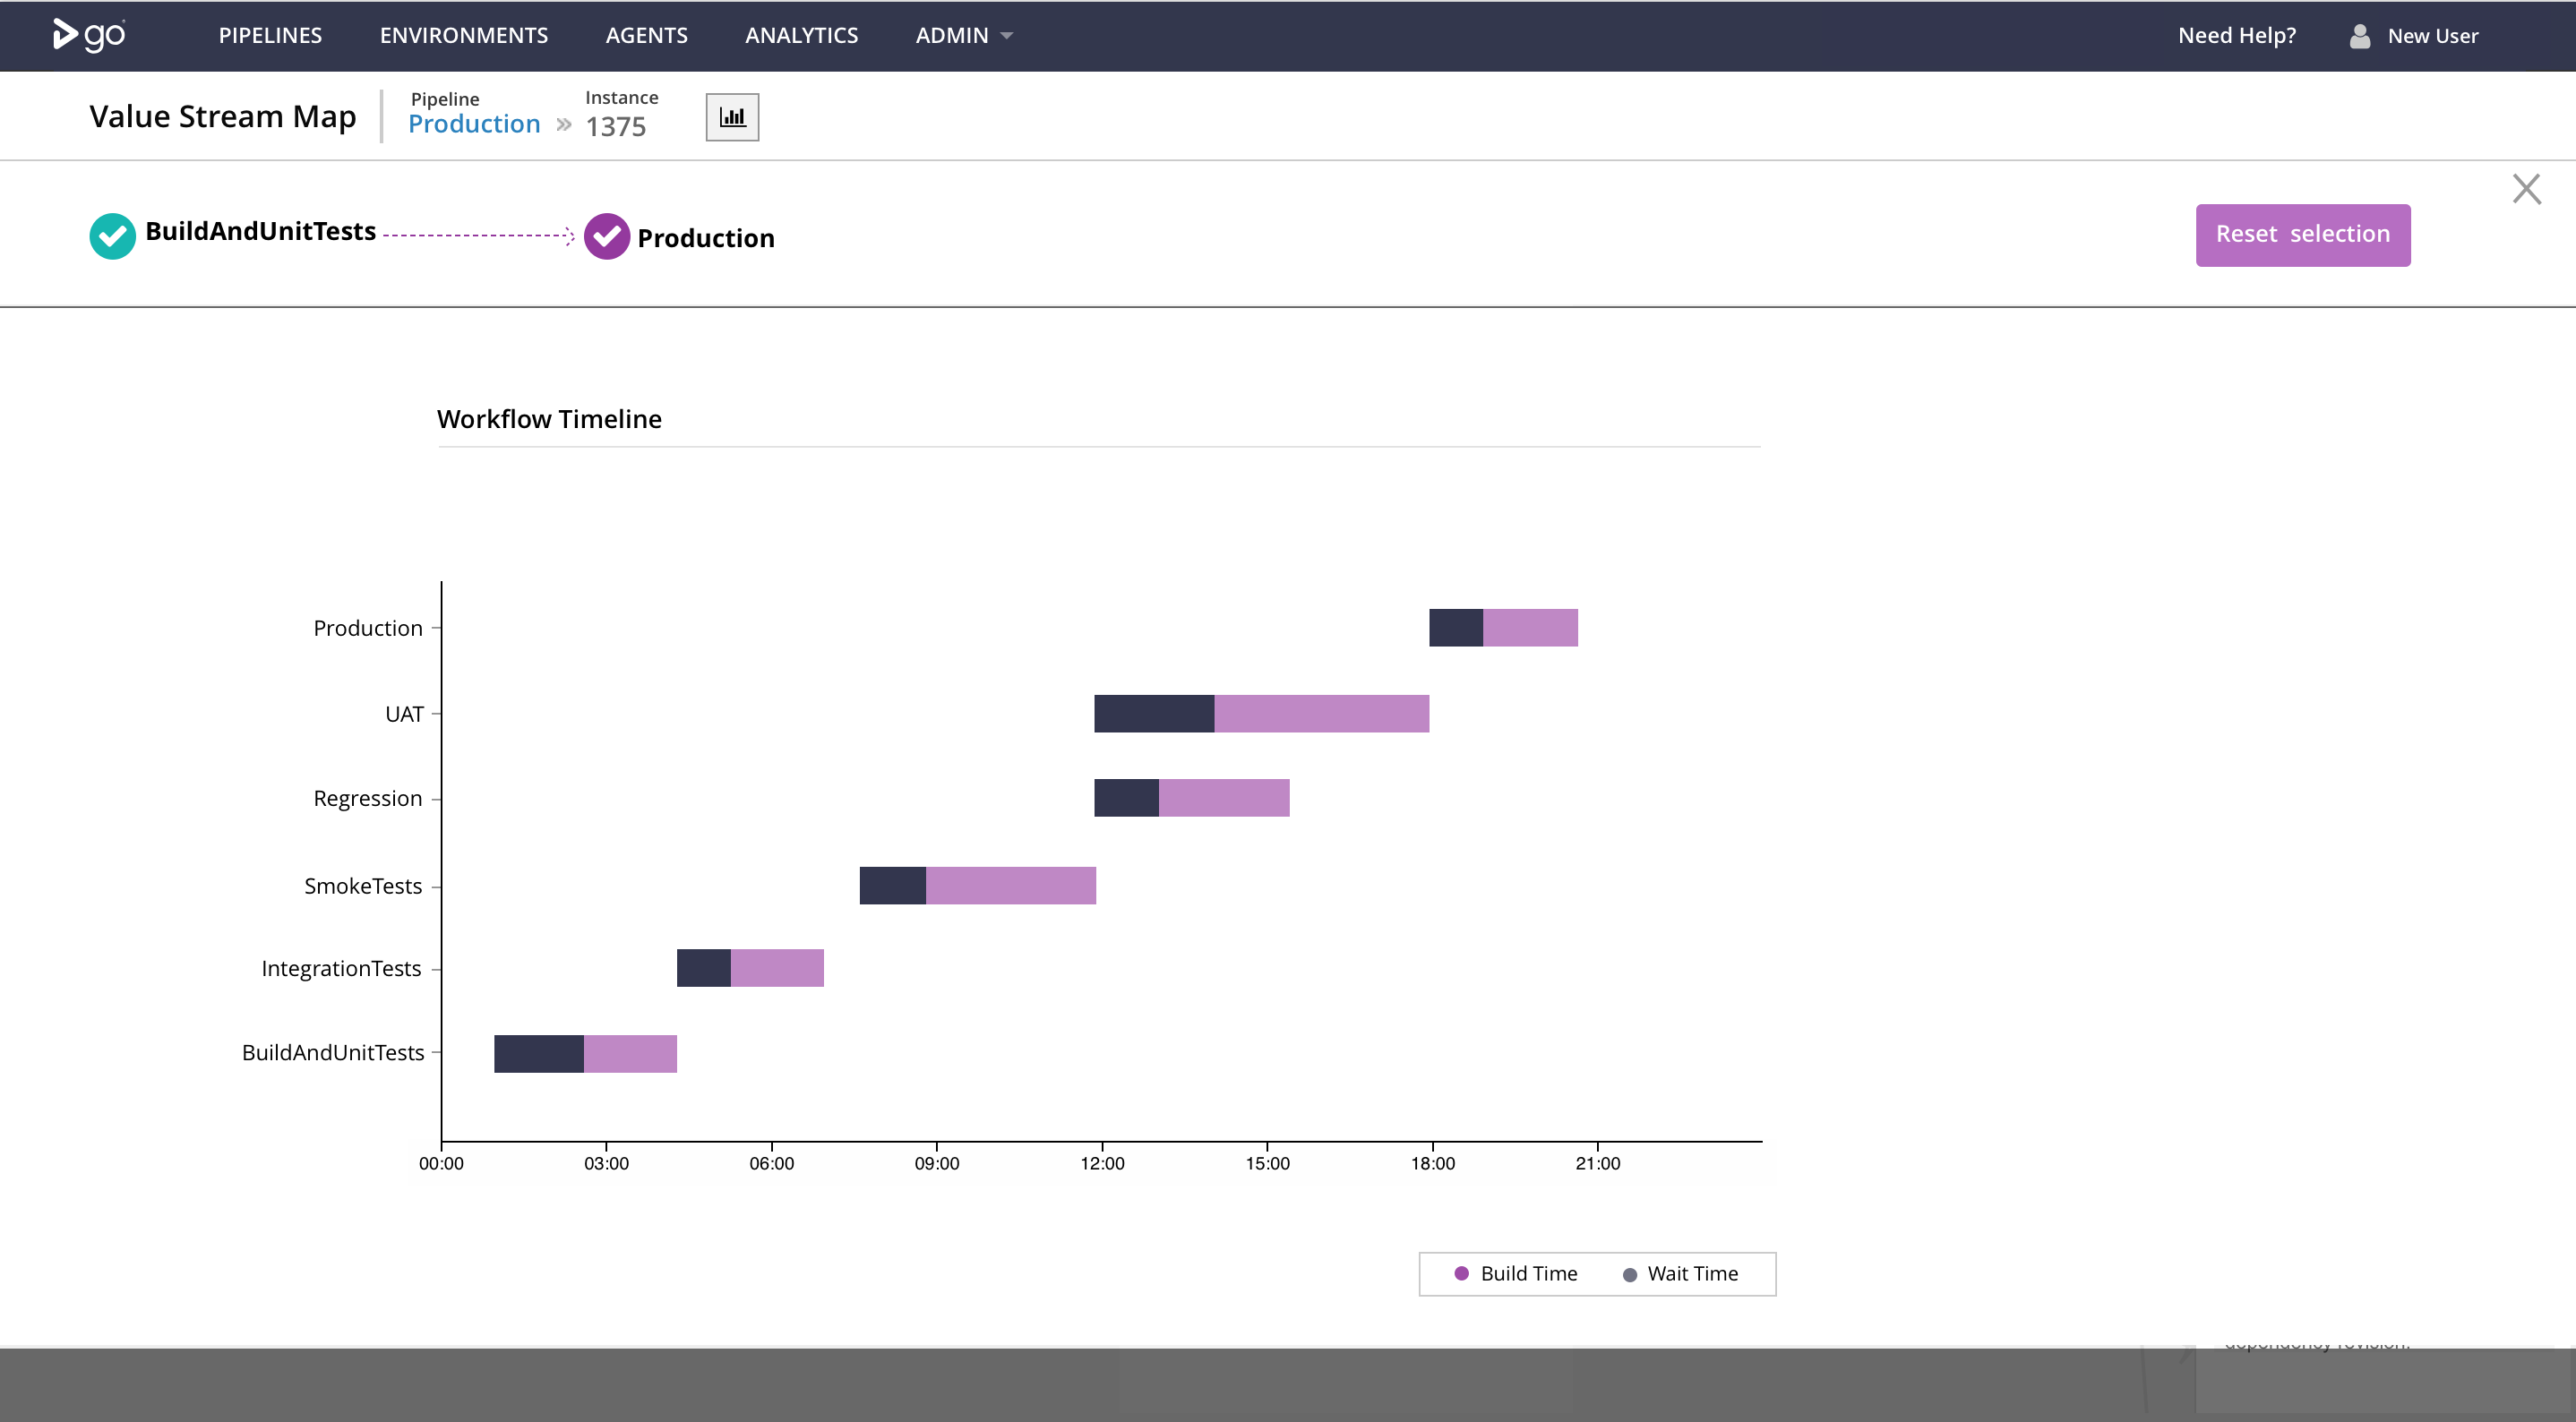 go PIPELINES ENVIRONMENTS AGENTS ANALYTICS ADMIN Need Help? New User
Value Stream Map Pipeline Instance
Production » 1375
BuildAndUnitTests Production Reset selection
Workflow Timeline
Production
UAT
Regression
SmokeTests
IntegrationTests
BuildAndUnitTests
00:00 03:00 06:00 09:00 12:00 15:00 18:00 21:00
Build Time Wait Time
dependency revision.